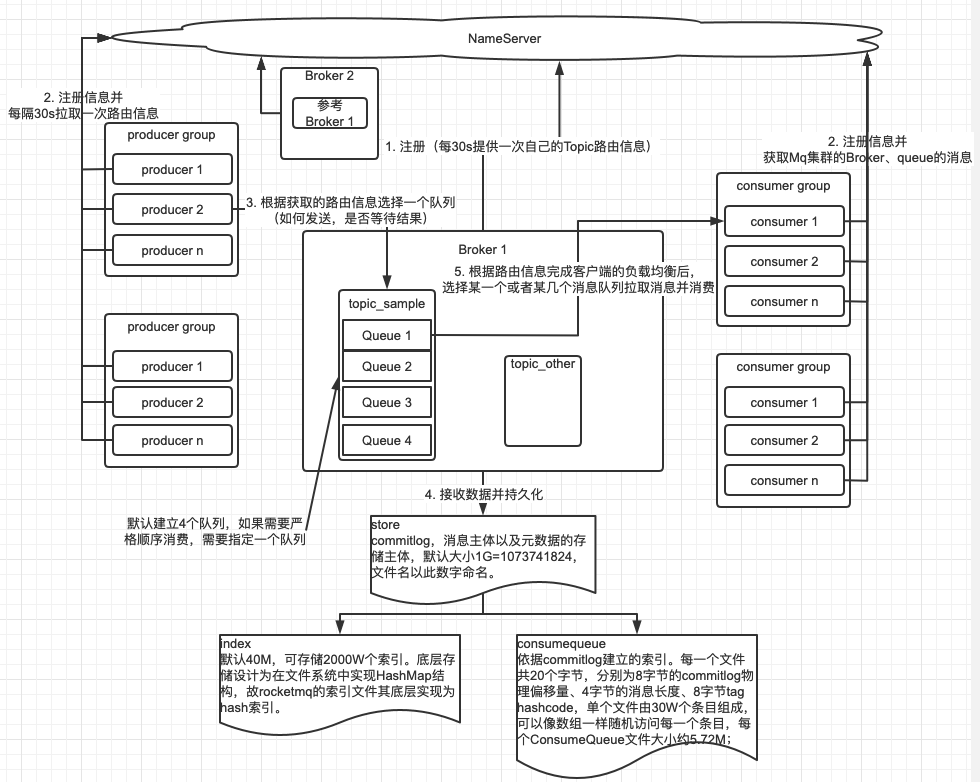 NameServer
Broker 2
参考
Broker 1
2. 注册信息并
每隔30s拉取一次路由信息
producer group
producer 1
producer 2
producer n
1. 注册（每30s提供一次自己的Topic路由信息）
2. 注册信息并
获取Mq集群的Broker、queue的消息
consumer group
consumer 1
consumer 2
consumer n
3. 根据获取的路由信息选择一个队列
（如何发送，是否等待结果）
Broker 1
5. 根据路由信息完成客户端的负载均衡后，
选择某一个或者某几个消息队列拉取消息并消费
topic_sample
Queue 1
Queue 2
Queue 3
Queue 4
topic_other
producer group
producer 1
producer 2
producer n
consumer group
consumer 1
consumer 2
consumer n
4. 接收数据并持久化
默认建立4个队列，如果需要严
格顺序消费，需要指定一个队列
store
commitlog，消息主体以及元数据的存
储主体，默认大小1G=1073741824，
文件名以此数字命名。
index
默认40M，可存储2000W个索引。底层存
储设计为在文件系统中实现HashMap结
构，故rocketmq的索引文件其底层实现为
hash索引。
consumequeue
依据commitlog建立的索引。每一个文件
共20个字节，分别为8字节的commitlog物
理偏移量、4字节的消息长度、8字节tag
hashcode，单个文件由30W个条目组成，
可以像数组一样随机访问每一个条目，每
个ConsumeQueue文件大小约5.72M；